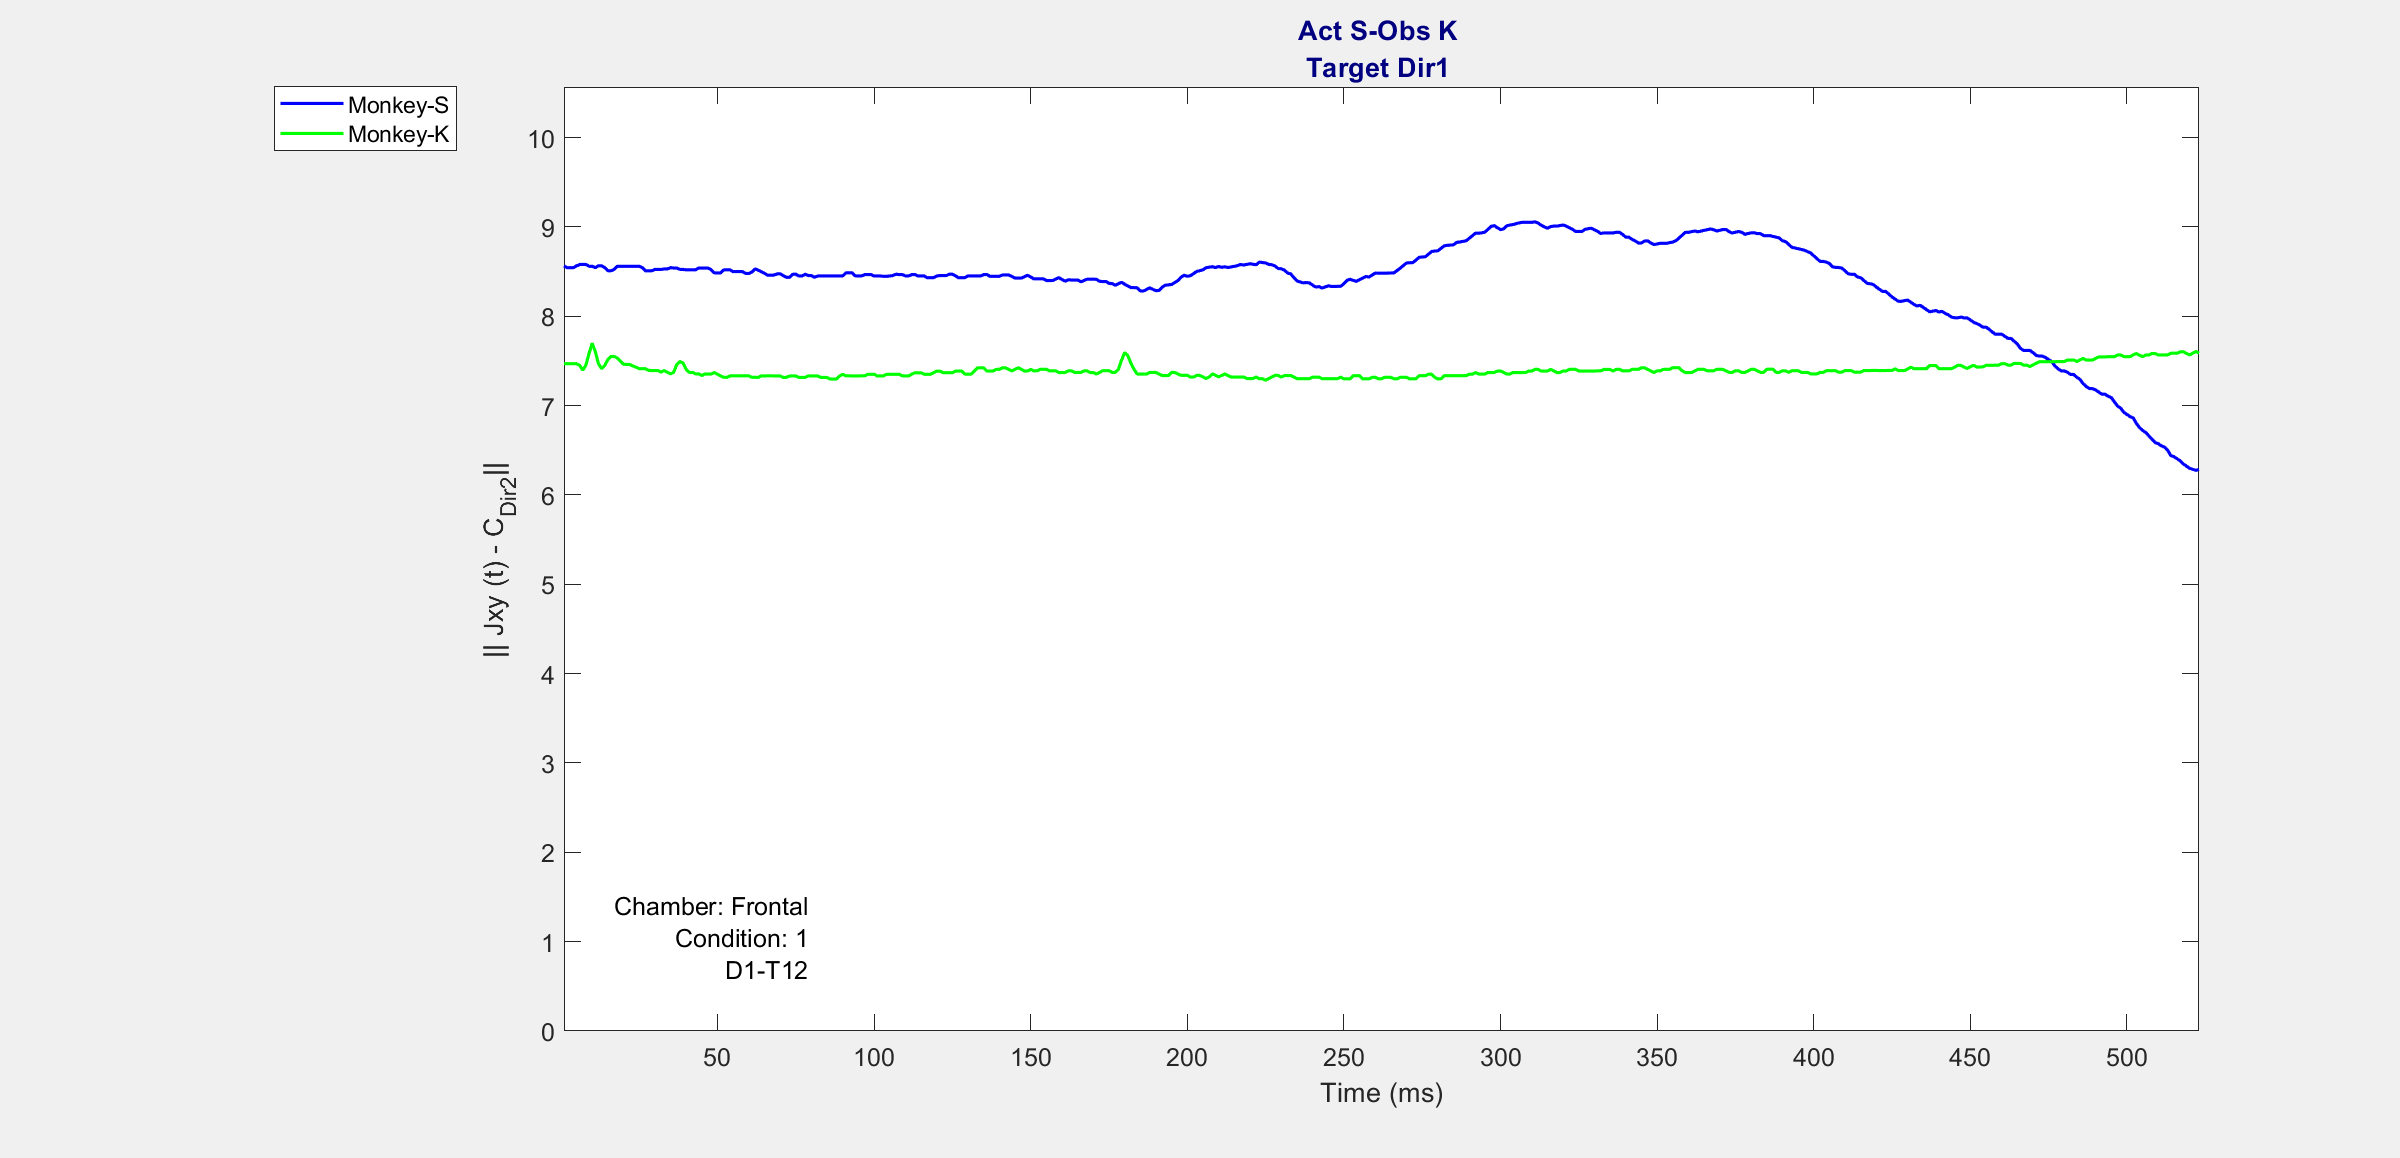 Act S-Obs K
Target Dir1
Monkey-S
Monkey-K
10
9
8
7
6
5
4
3
2
1
0
|| Jxy (t) - C_Dir2||
Chamber: Frontal
Condition: 1
D1-T12
50 100 150 200 250 300 350 400 450 500
Time (ms)